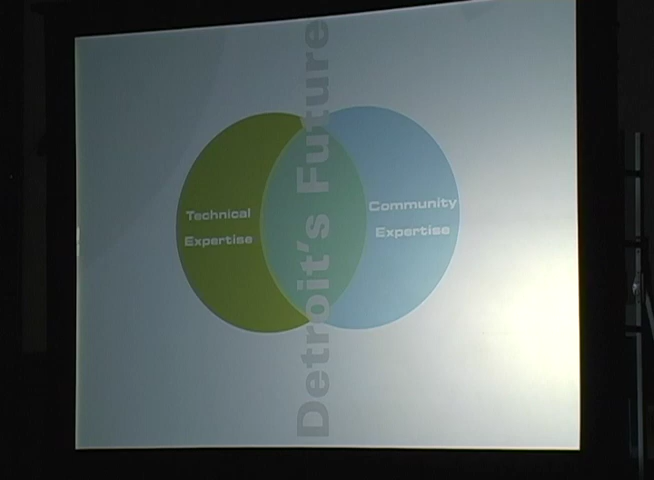 Technical
Expertise
Detroit's Future
Community
Expertise